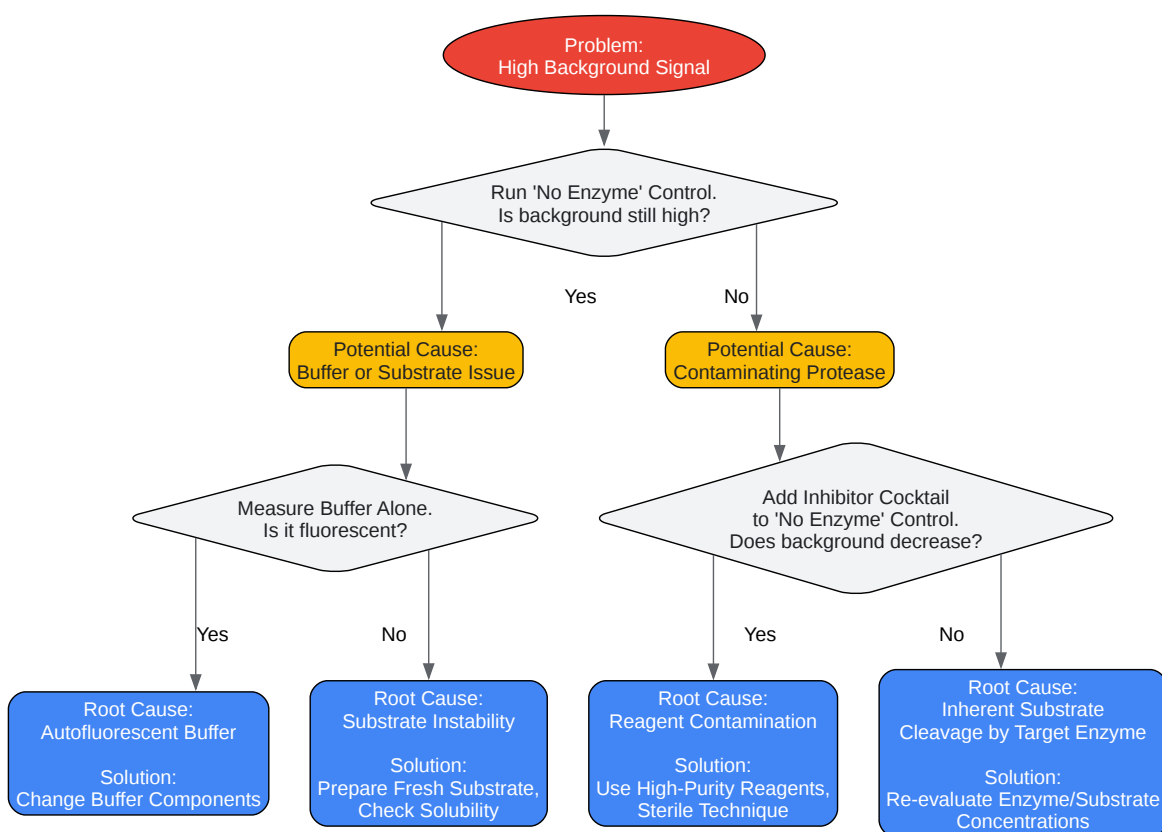 Problem:
High Background Signal
Run 'No Enzyme' Control.
Is background still high?
Yes
No
Potential Cause:
Buffer or Substrate Issue
Potential Cause:
Contaminating Protease
Measure Buffer Alone.
Is it fluorescent?
Add Inhibitor Cocktail
to 'No Enzyme' Control.
Does background decrease?
Yes
No
Yes
No
Root Cause:
Autofluorescent Buffer
Solution:
Change Buffer Components
Root Cause:
Substrate Instability
Solution:
Prepare Fresh Substrate,
Check Solubility
Root Cause:
Reagent Contamination
Solution:
Use High-Purity Reagents,
Sterile Technique
Root Cause:
Inherent Substrate
Cleavage by Target Enzyme
Solution:
Re-evaluate Enzyme/Substrate
Concentrations